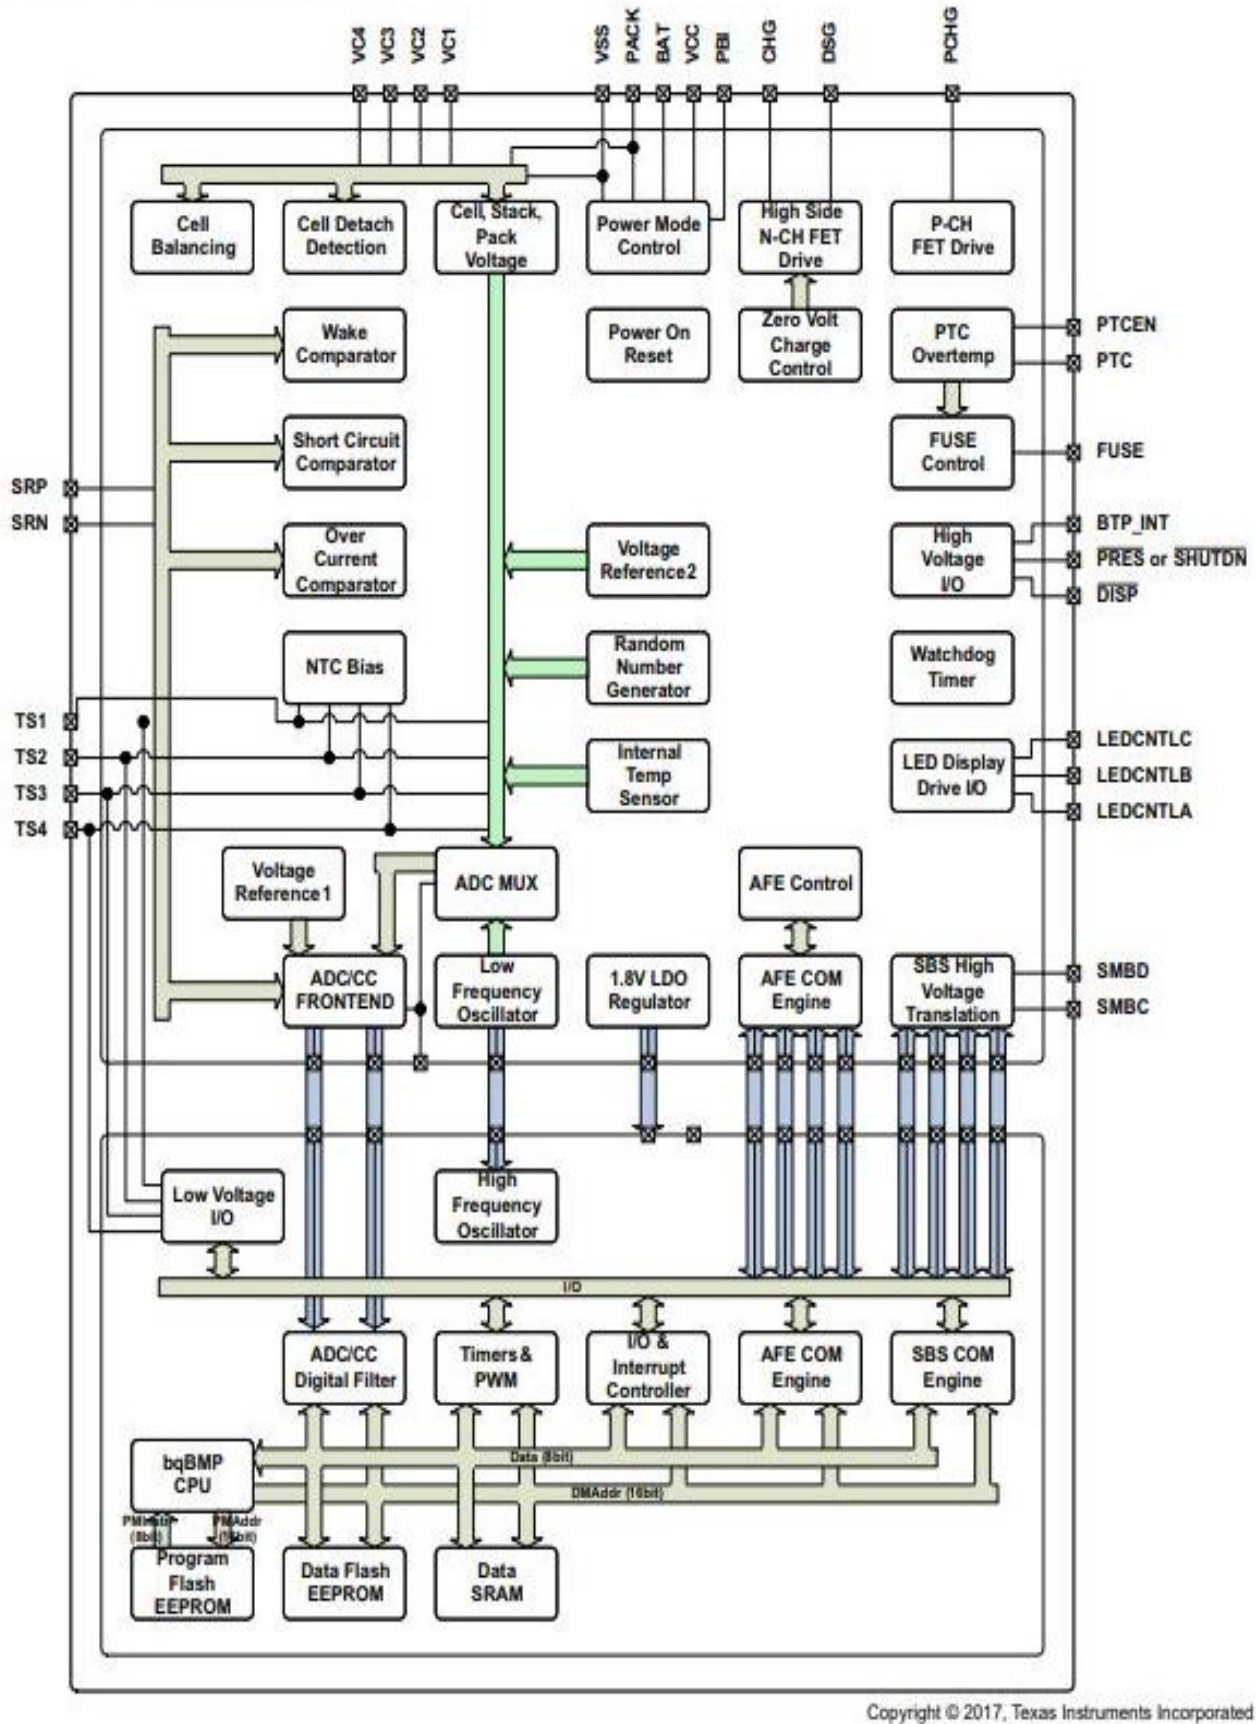 VC4
VC3
VC2
VC1
VSS
PACK
BAT
VCC
PBI
CHG
DSG
PCHG
Cell
Balancing
Cell Detach
Detection
Cell, Stack,
Pack
Voltage
Power Mode
Control
High Side
N-CH FET
Drive
P-CH
FET Drive
Wake
Comparator
Power On
Reset
Zero Volt
Charge
Control
PTC
Overtemp
PTCEN
PTC
Short Circuit
Comparator
FUSE
Control
FUSE
SRP
SRN
Over
Current
Comparator
Voltage
Reference2
High
Voltage
I/O
BTP_INT
PRES or SHUTDN
DISP
NTC Bias
Random
Number
Generator
Watchdog
Timer
TS1
TS2
TS3
TS4
Internal
Temp
Sensor
LED Display
Drive I/O
LEDCNTLC
LEDCNTLB
LEDCNTLA
Voltage
Reference1
ADC MUX
AFE Control
ADC/CC
FRONTEND
Low
Frequency
Oscillator
1.8V LDO
Regulator
AFE COM
Engine
SBS High
Voltage
Translation
SMBD
SMBC
Low Voltage
I/O
High
Frequency
Oscillator
I/O
ADC/CC
Digital Filter
Timers &
PWM
I/O &
Interrupt
Controller
AFE COM
Engine
SBS COM
Engine
bqBMP
CPU
Data (8bit)
DMAddr (16bit)
PMInstr
(8bit)
PMAddr
(16bit)
Program
Flash
EEPROM
Data Flash
EEPROM
Data
SRAM
Copyright © 2017, Texas Instruments Incorporated